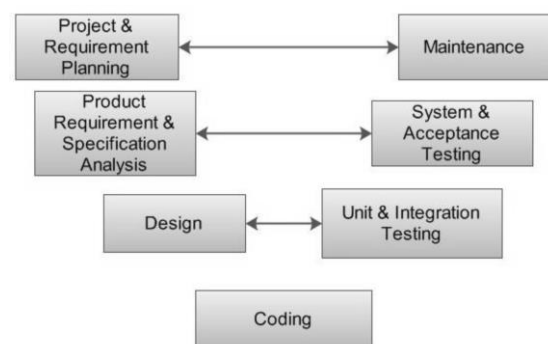 Project &
Requirement
Planning
Maintenance
Product
Requirement &
Specification
Analysis
System &
Acceptance
Testing
Design
Unit & Integration
Testing
Coding